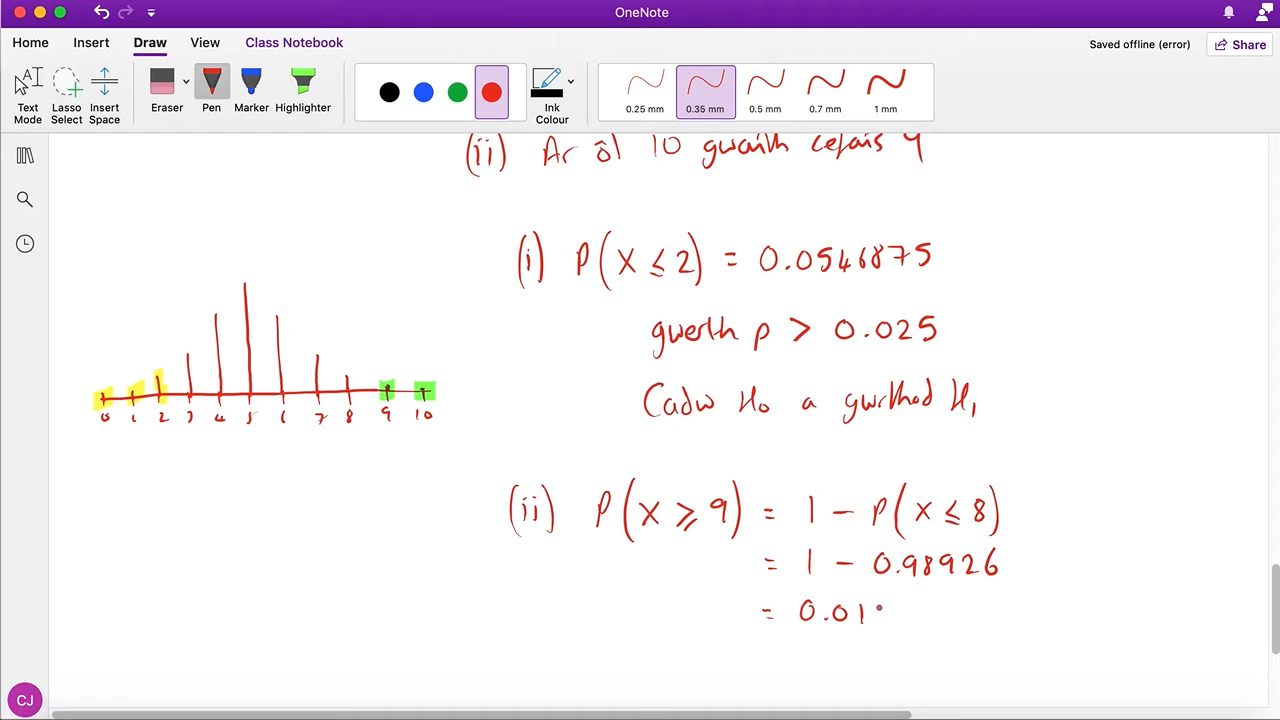 OneNote
Home Insert Draw View Class Notebook
Saved offline (error) Share
Text Mode
Lasso Select
Insert Space
Eraser
Pen
Marker
Highlighter
Ink Colour
0.25 mm
0.35 mm
0.5 mm
0.7 mm
1 mm
(ii) Ar ôl 10 gwaith cefais 9
(i) P(X ≤ 2) = 0.0546875
gwerth p > 0.025
Cadw H₀ a gwrthod H₁
0 1 2 3 4 5 6 7 8 9 10
(ii) P(X ≥ 9) = 1 - P(X ≤ 8)
= 1 - 0.98926
= 0.01
CJ